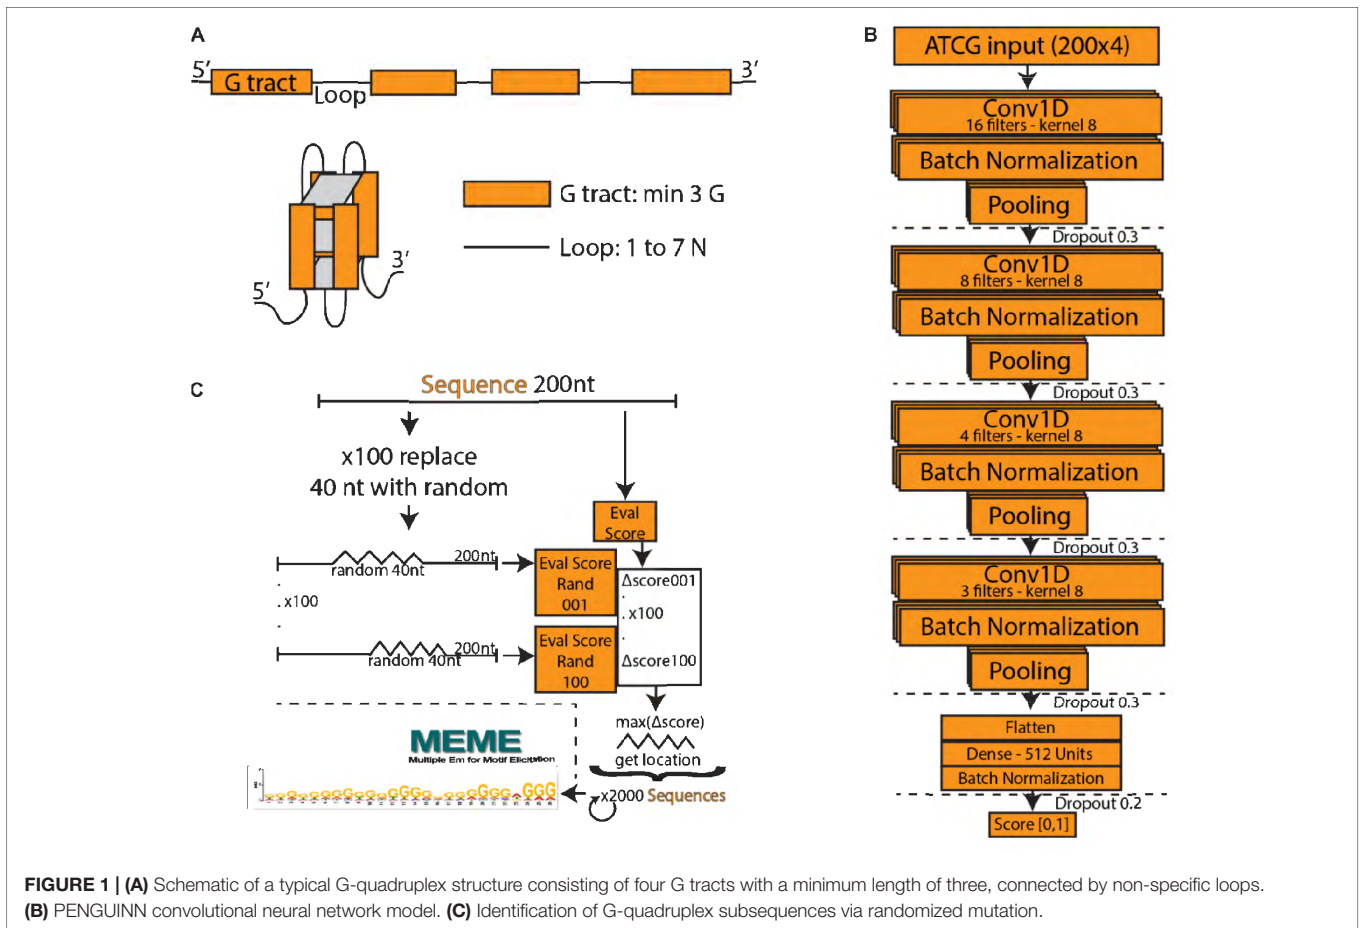 A
5′
G tract
Loop
3′
G tract: min 3 G
Loop: 1 to 7 N
5′
3′
B
ATCG input (200x4)
Conv1D
16 filters - kernel 8
Batch Normalization
Pooling
Dropout 0.3
Conv1D
8 filters - kernel 8
Batch Normalization
Pooling
Dropout 0.3
Conv1D
4 filters - kernel 8
Batch Normalization
Pooling
Dropout 0.3
Conv1D
3 filters - kernel 8
Batch Normalization
Pooling
Dropout 0.3
Flatten
Dense - 512 Units
Batch Normalization
Dropout 0.2
Score [0,1]
C
Sequence 200nt
x100 replace
40 nt with random
Eval
Score
200nt
random 40nt
x100
200nt
random 40nt
Eval Score
Rand
001
Eval Score
Rand
100
Δscore001
x100
Δscore100
max(Δscore)
get location
x2000 Sequences
MEME
Multiple Em for Motif Elicitation
FIGURE 1 | (A) Schematic of a typical G-quadruplex structure consisting of four G tracts with a minimum length of three, connected by non-specific loops.
(B) PENGUINN convolutional neural network model. (C) Identification of G-quadruplex subsequences via randomized mutation.